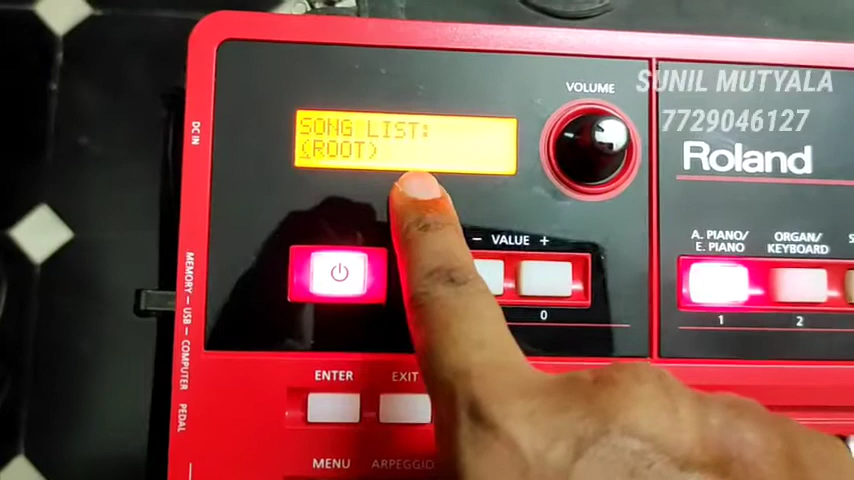 SUNIL MUTYALA
7729046127
DC IN
SONG LIST:
(ROOT)
VOLUME
Roland
- VALUE +
0
A. PIANO/
E. PIANO
ORGAN/
KEYBOARD
S
1
2
MEMORY - USB - COMPUTER
PEDAL
ENTER
EXIT
MENU
ARPEGGIO